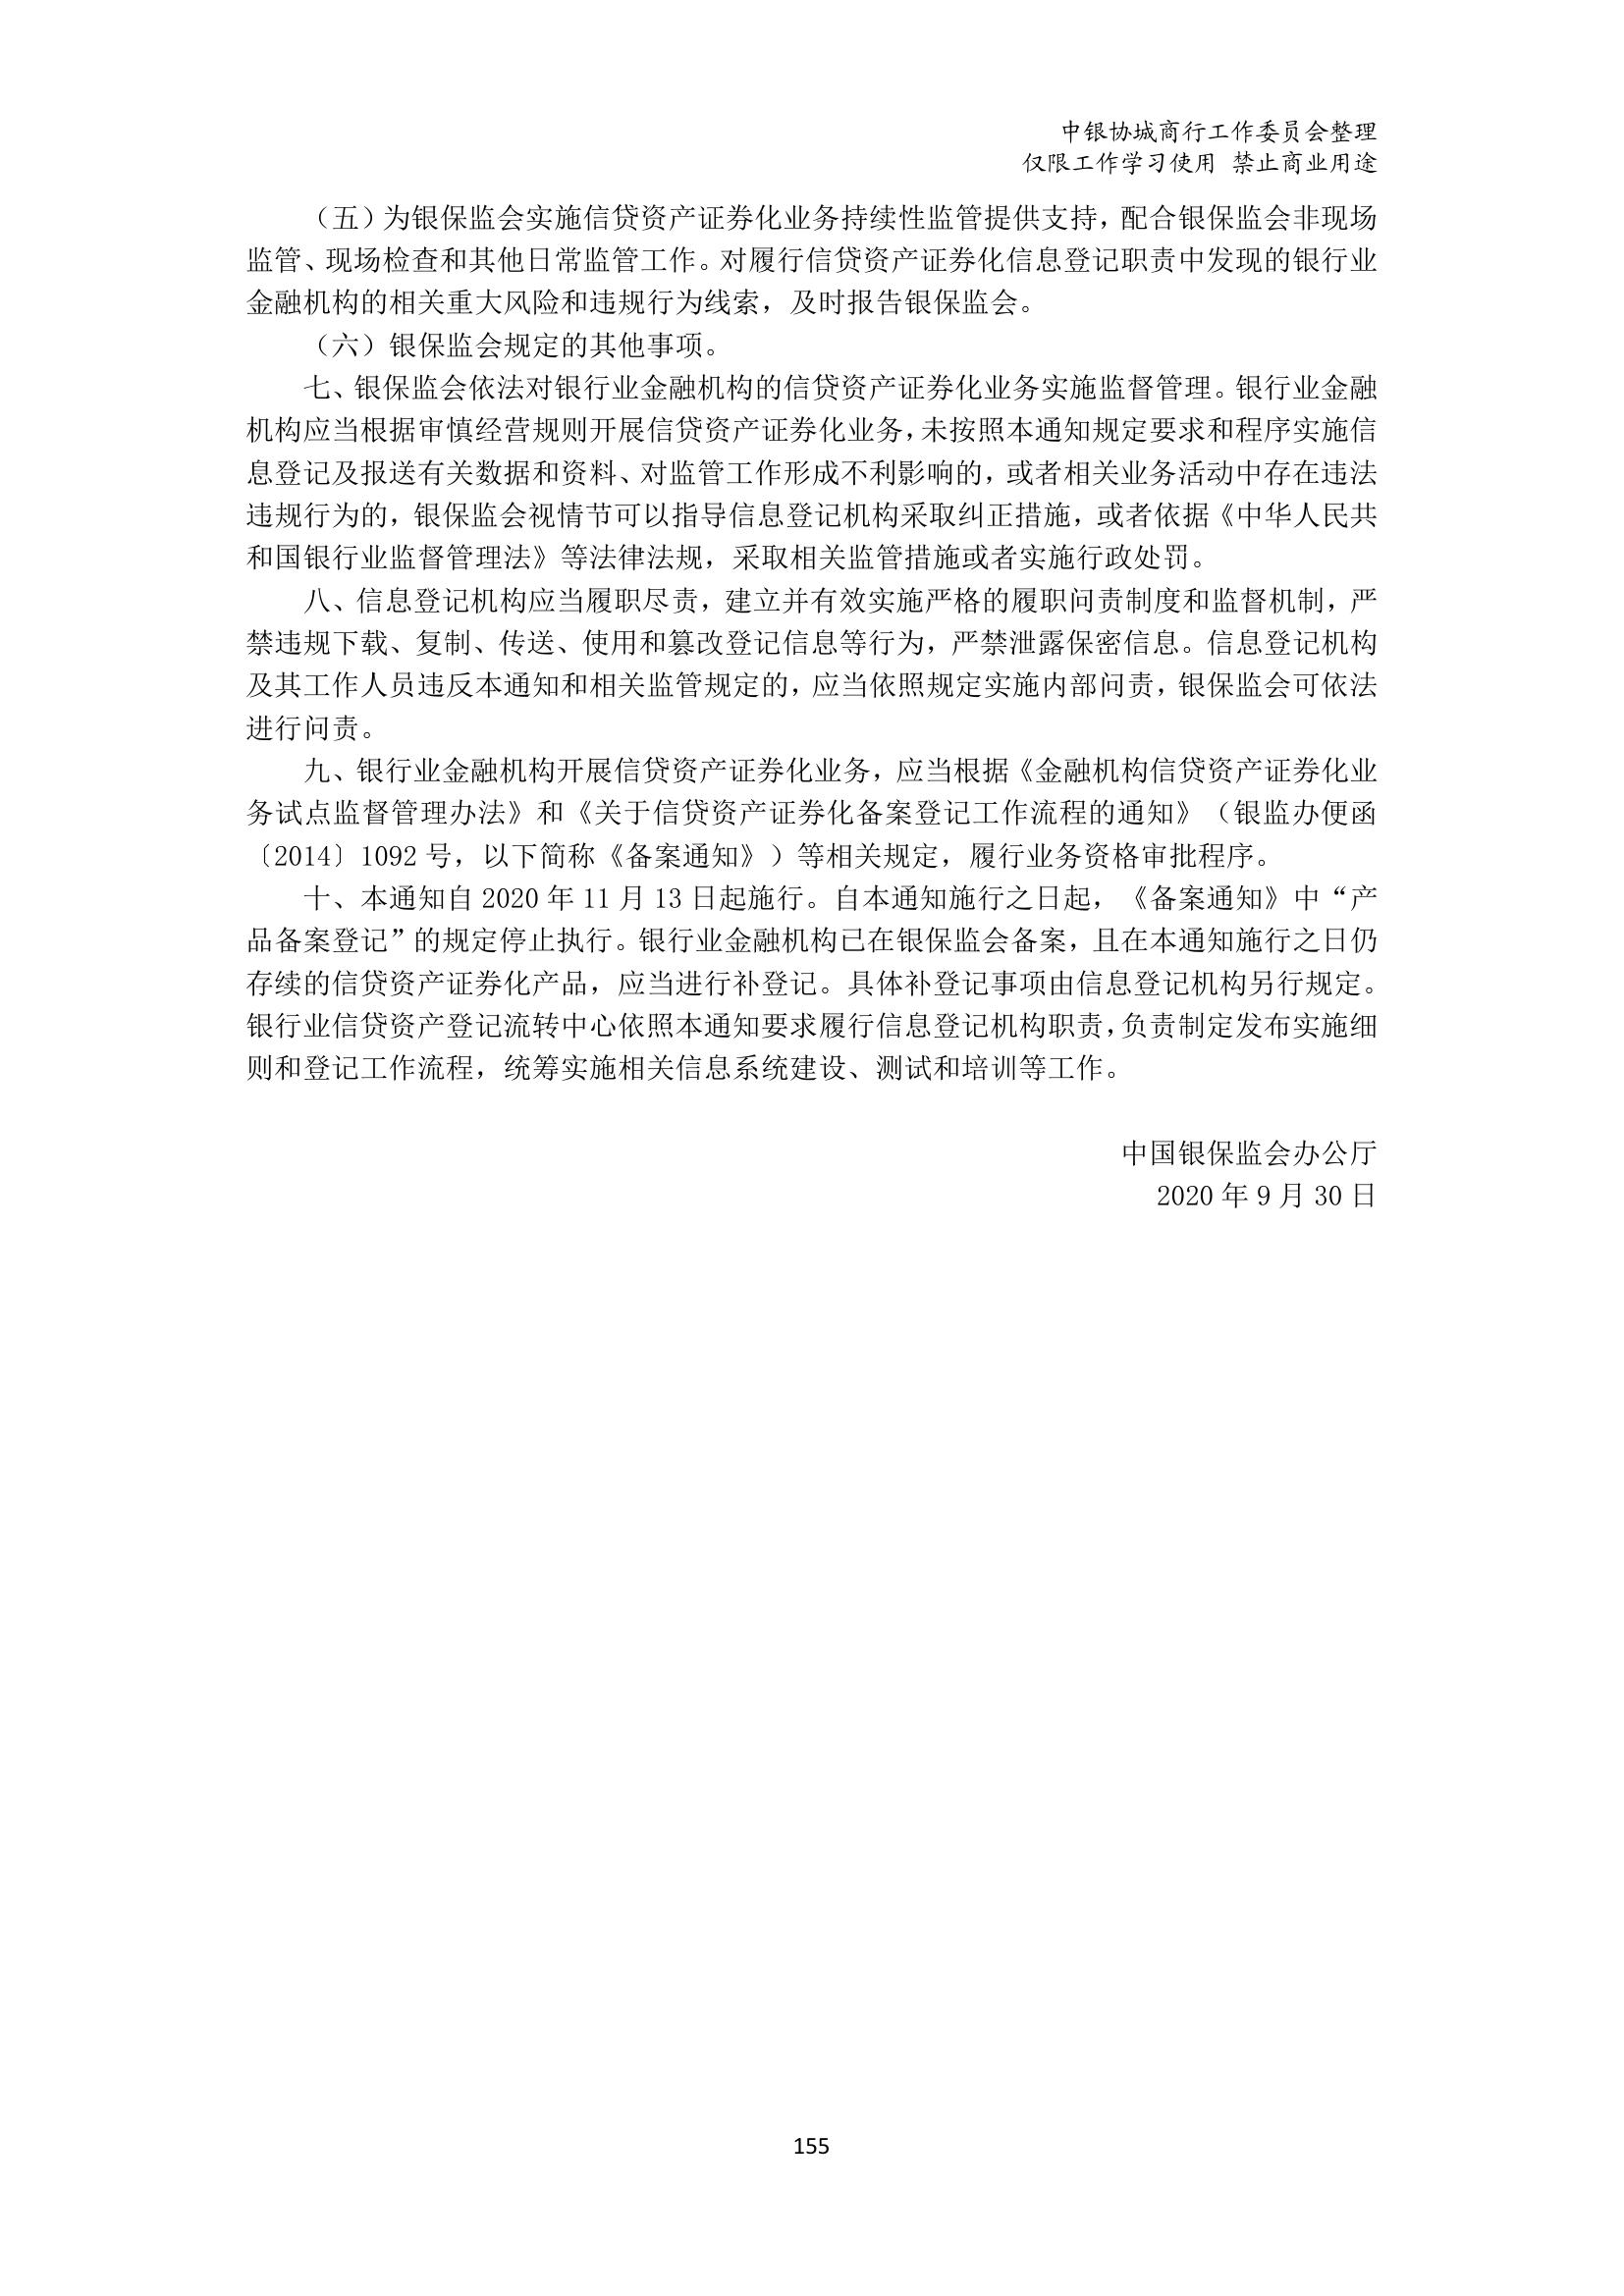 中银协城商行工作委员会整理
仅限工作学习使用 禁止商业用途
（五）为银保监会实施信贷资产证券化业务持续性监管提供支持，配合银保监会非现场
监管、现场检查和其他日常监管工作。对履行信贷资产证券化信息登记职责中发现的银行业
金融机构的相关重大风险和违规行为线索，及时报告银保监会。
（六）银保监会规定的其他事项。
七、银保监会依法对银行业金融机构的信贷资产证券化业务实施监督管理。银行业金融
机构应当根据审慎经营规则开展信贷资产证券化业务，未按照本通知规定要求和程序实施信
息登记及报送有关数据和资料、对监管工作形成不利影响的，或者相关业务活动中存在违法
违规行为的，银保监会视情节可以指导信息登记机构采取纠正措施，或者依据《中华人民共
和国银行业监督管理法》等法律法规，采取相关监管措施或者实施行政处罚。
八、信息登记机构应当履职尽责，建立并有效实施严格的履职问责制度和监督机制，严
禁违规下载、复制、传送、使用和篡改登记信息等行为，严禁泄露保密信息。信息登记机构
及其工作人员违反本通知和相关监管规定的，应当依照规定实施内部问责，银保监会可依法
进行问责。
九、银行业金融机构开展信贷资产证券化业务，应当根据《金融机构信贷资产证券化业
务试点监督管理办法》和《关于信贷资产证券化备案登记工作流程的通知》（银监办便函
〔2014〕1092 号，以下简称《备案通知》）等相关规定，履行业务资格审批程序。
十、本通知自 2020 年 11 月 13 日起施行。自本通知施行之日起，《备案通知》中“产
品备案登记”的规定停止执行。银行业金融机构已在银保监会备案，且在本通知施行之日仍
存续的信贷资产证券化产品，应当进行补登记。具体补登记事项由信息登记机构另行规定。
银行业信贷资产登记流转中心依照本通知要求履行信息登记机构职责，负责制定发布实施细
则和登记工作流程，统筹实施相关信息系统建设、测试和培训等工作。
中国银保监会办公厅
2020 年 9 月 30 日
155